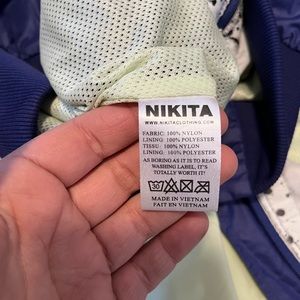 NIKITA
WWW.NIKITACLOTHING.COM
FABRIC: 100% NYLON
LINING: 100% POLYESTER
TISSU: 100% NYLON
LINING: 100% POLYESTER
AS BORING AS IT IS TO READ
WASHING LABEL, IT'S
TOTALLY WORTH IT.
30
MADE IN VIETNAM
FAIT EN VIETNAM